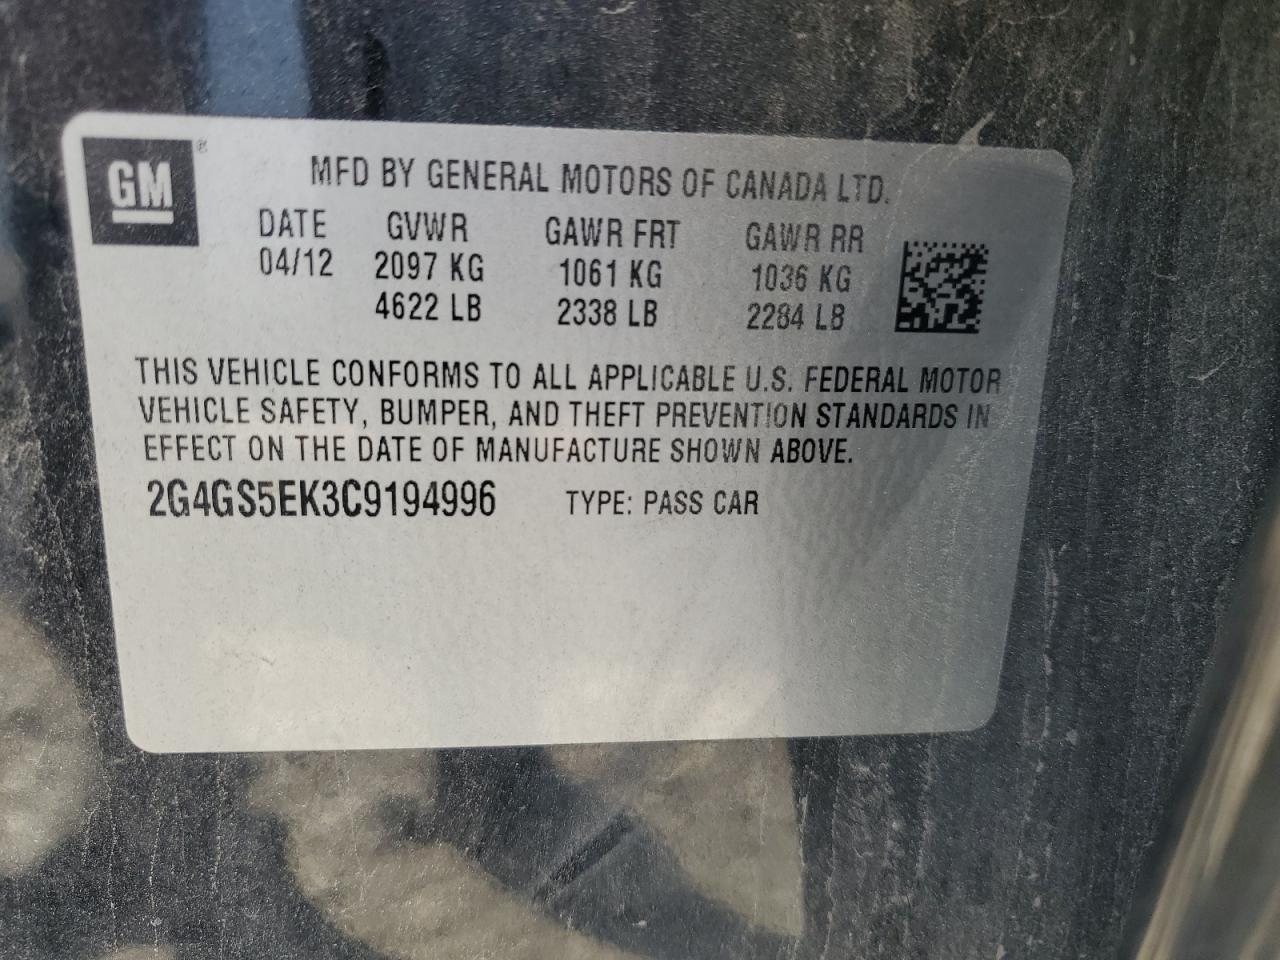 GM ®
MFD BY GENERAL MOTORS OF CANADA LTD.
DATE GVWR GAWR FRT GAWR RR
04/12 2097 KG 1061 KG 1036 KG
4622 LB 2338 LB 2284 LB
THIS VEHICLE CONFORMS TO ALL APPLICABLE U.S. FEDERAL MOTOR
VEHICLE SAFETY, BUMPER, AND THEFT PREVENTION STANDARDS IN
EFFECT ON THE DATE OF MANUFACTURE SHOWN ABOVE.
2G4GS5EK3C9194996 TYPE: PASS CAR